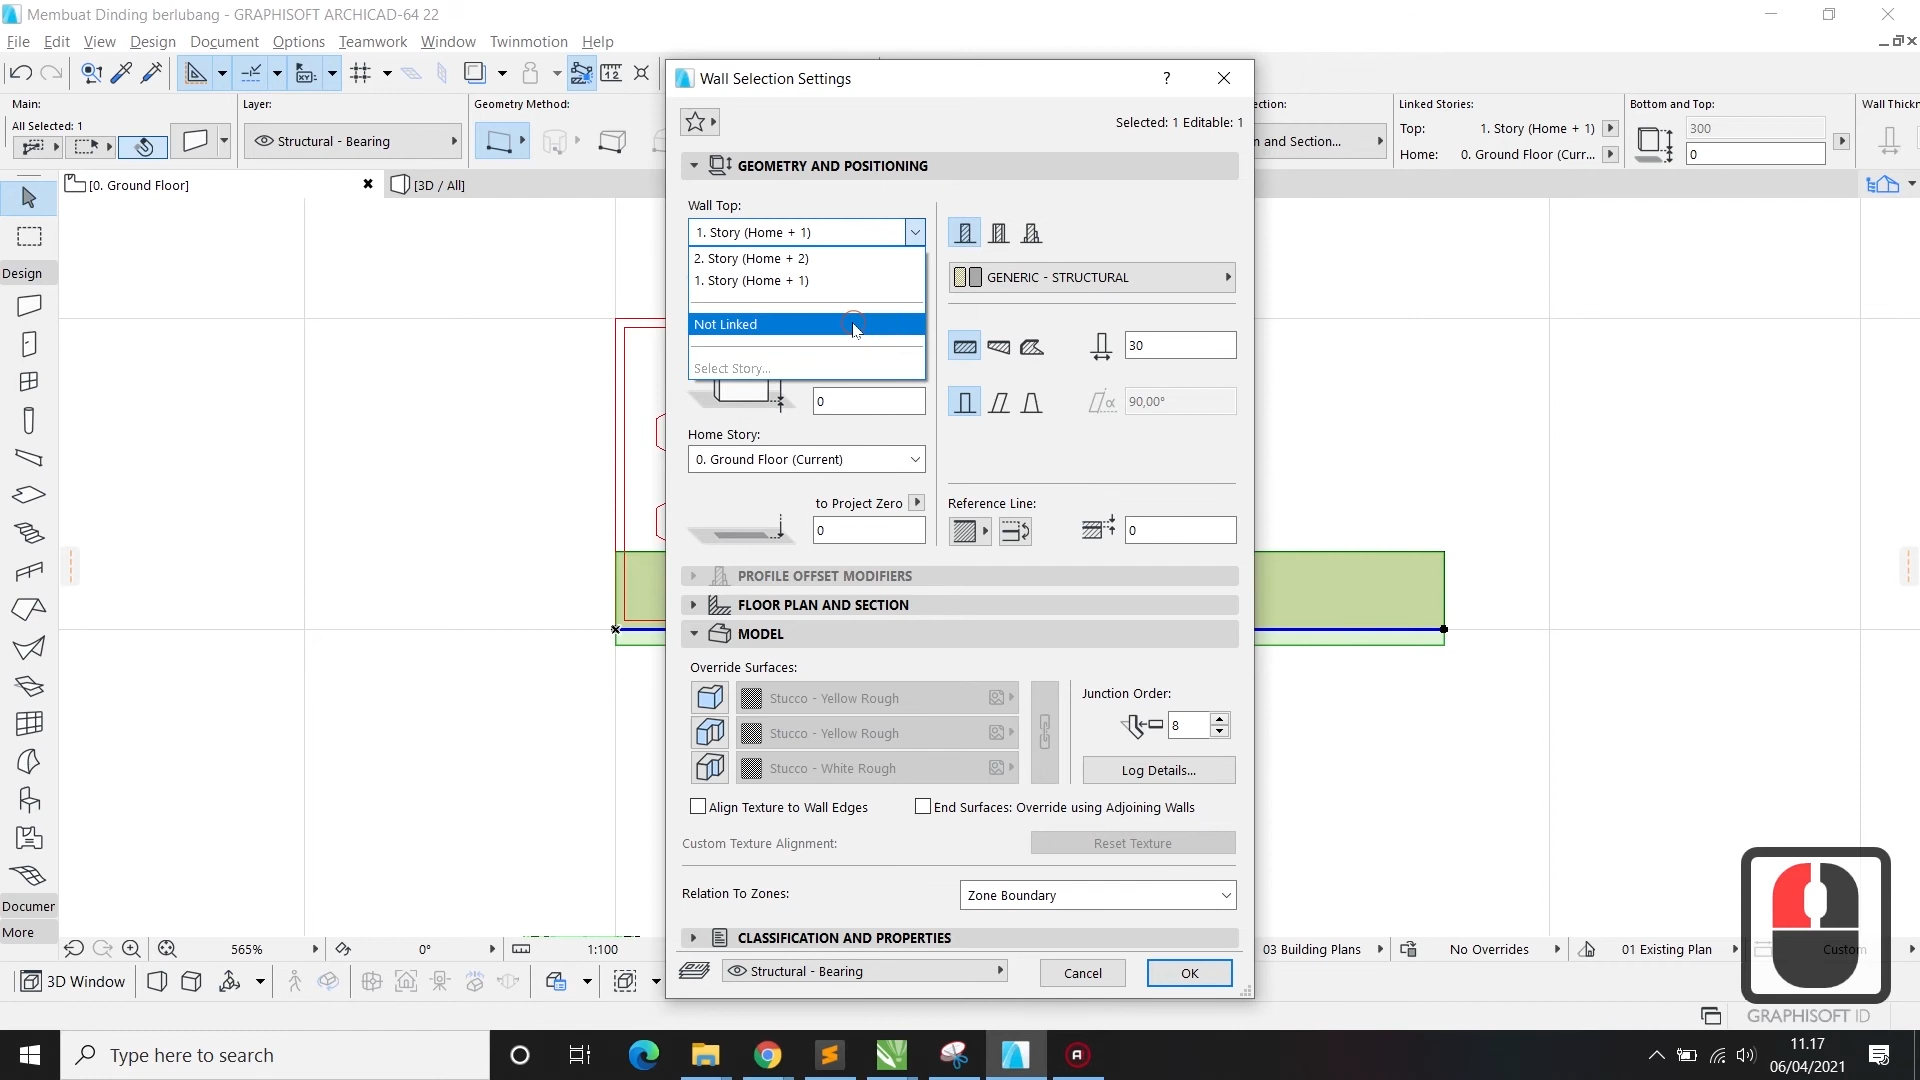 Membuat Dinding berlubang - GRAPHISOFT ARCHICAD-64 22
File Edit View Design Document Options Teamwork Window Twinmotion Help
Main:
All Selected: 1
Layer:
Structural - Bearing
Geometry Method:
ection:
n and Section...
Linked Stories:
Top: 1. Story (Home + 1)
Home: 0. Ground Floor (Curr...
Bottom and Top:
300
0
Wall Thickn
[0. Ground Floor]
[3D / All]
Design
Documer
More
Wall Selection Settings
?
Selected: 1 Editable: 1
GEOMETRY AND POSITIONING
Wall Top:
1. Story (Home + 1)
2. Story (Home + 2)
1. Story (Home + 1)
Not Linked
Select Story...
0
Home Story:
0. Ground Floor (Current)
to Project Zero
0
GENERIC - STRUCTURAL
30
α
90,00°
Reference Line:
0
PROFILE OFFSET MODIFIERS
FLOOR PLAN AND SECTION
MODEL
Override Surfaces:
Stucco - Yellow Rough
Stucco - Yellow Rough
Stucco - White Rough
Junction Order:
8
Log Details...
Align Texture to Wall Edges
End Surfaces: Override using Adjoining Walls
Custom Texture Alignment:
Reset Texture
Relation To Zones:
Zone Boundary
CLASSIFICATION AND PROPERTIES
Structural - Bearing
Cancel
OK
565%
0°
1:100
03 Building Plans
No Overrides
01 Existing Plan
Custom
3D Window
GRAPHISOFT ID
Type here to search
11.17
06/04/2021